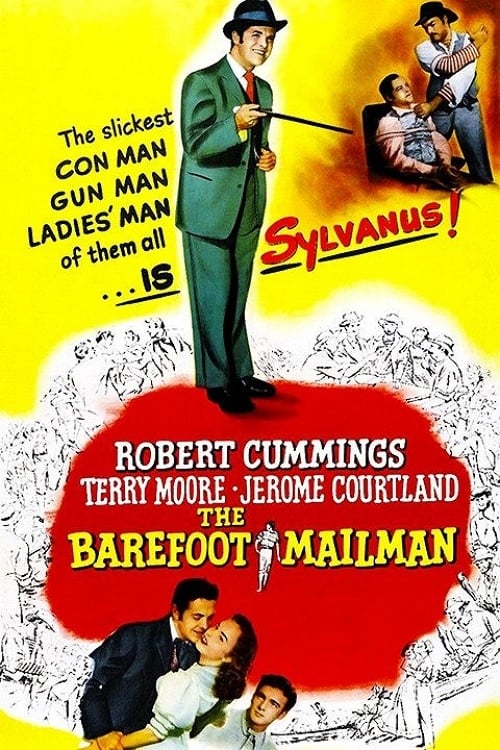 The slickest
CON MAN
GUN MAN
LADIES' MAN
of them all
...IS
SYLVANUS!
ROBERT CUMMINGS
TERRY MOORE · JEROME COURTLAND
THE
BAREFOOT MAILMAN